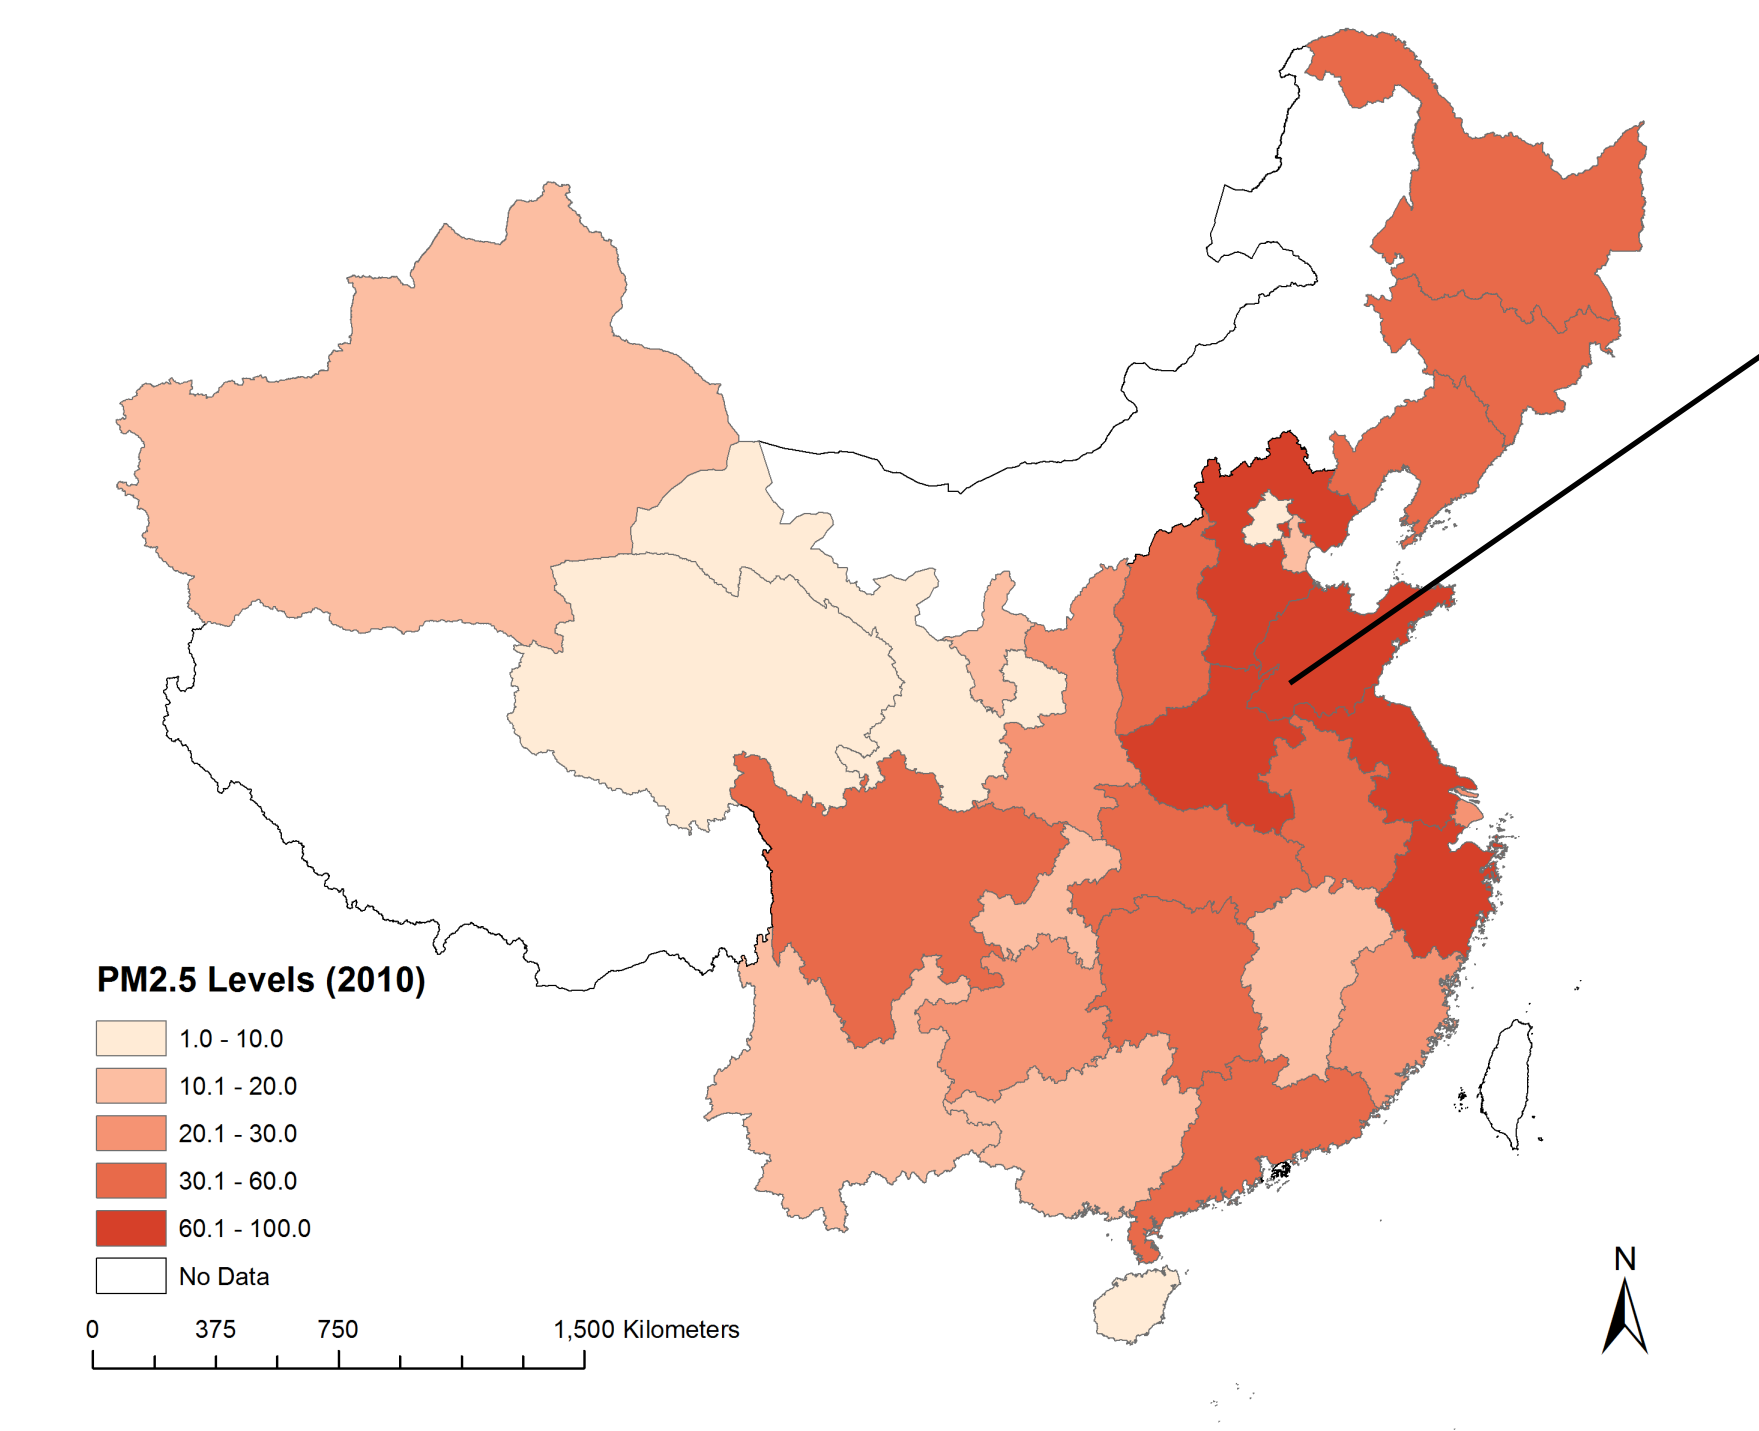 PM2.5 Levels (2010)
1.0 - 10.0
10.1 - 20.0
20.1 - 30.0
30.1 - 60.0
60.1 - 100.0
No Data
0 375 750 1,500 Kilometers
N